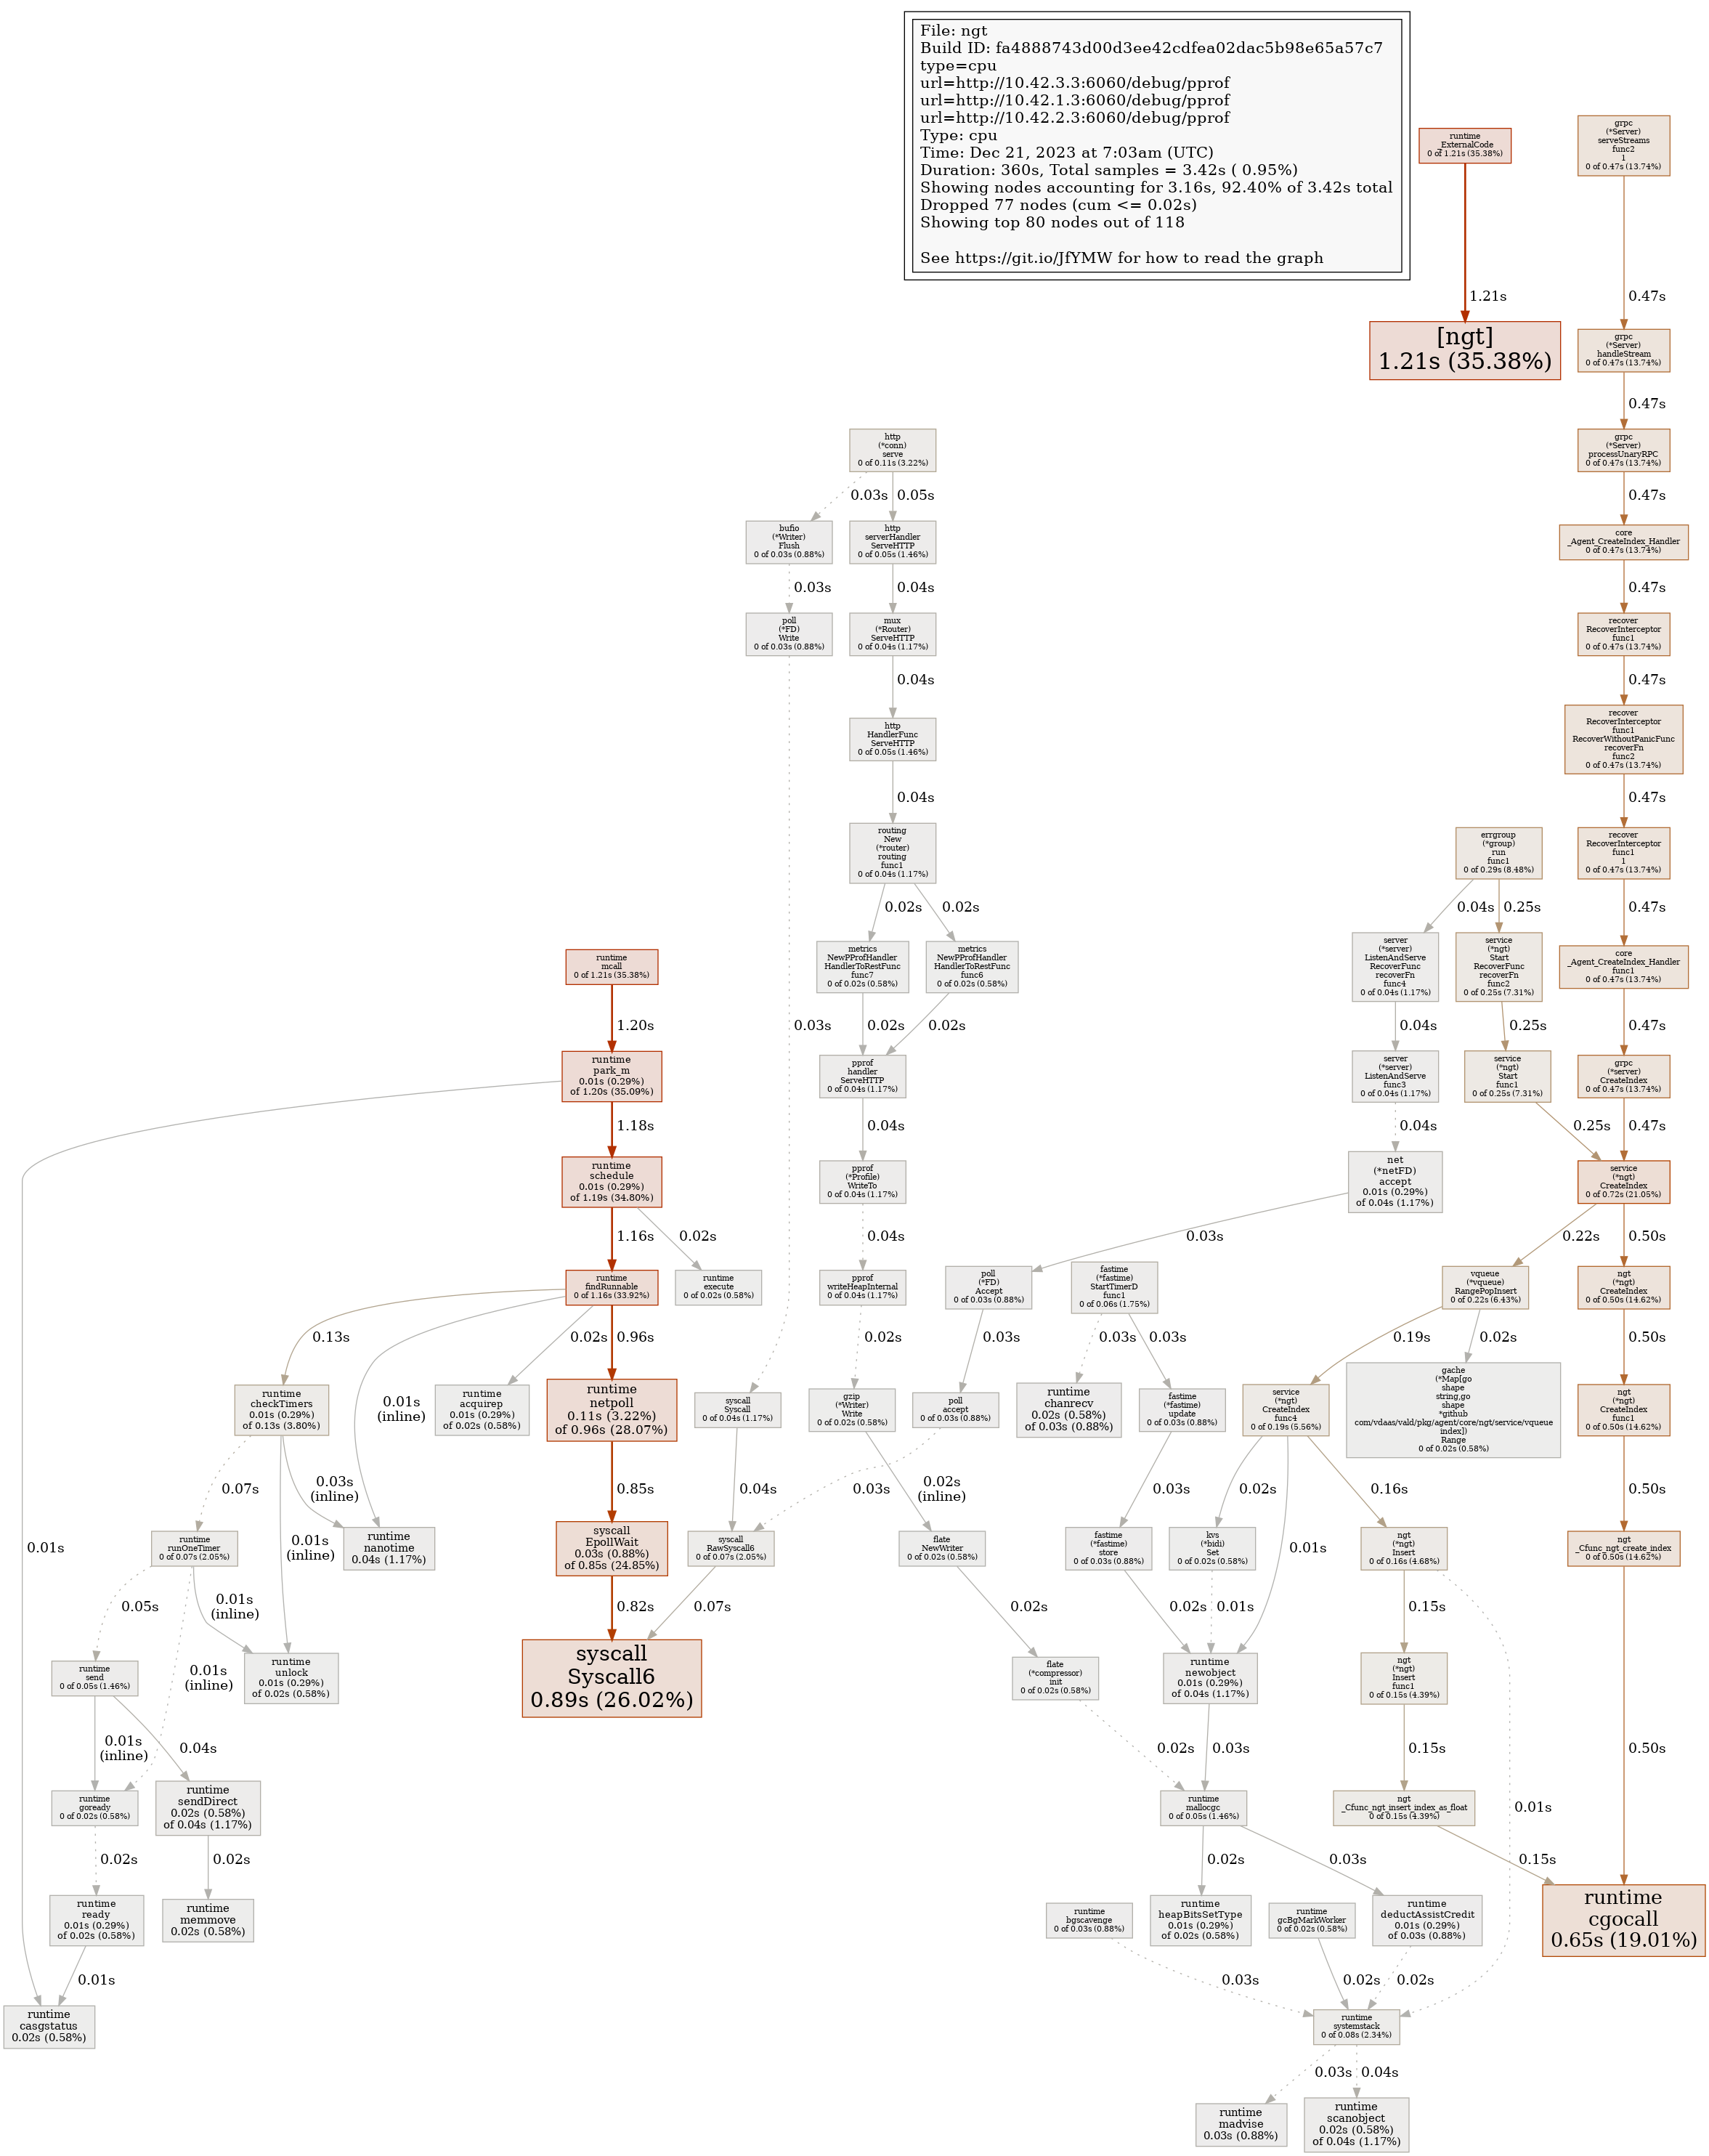 File: ngt
Build ID: fa4888743d00d3ee42cdfea02dac5b98e65a57c7
type=cpu
url=http://10.42.3.3:6060/debug/pprof
url=http://10.42.1.3:6060/debug/pprof
url=http://10.42.2.3:6060/debug/pprof
Type: cpu
Time: Dec 21, 2023 at 7:03am (UTC)
Duration: 360s, Total samples = 3.42s ( 0.95%)
Showing nodes accounting for 3.16s, 92.40% of 3.42s total
Dropped 77 nodes (cum <= 0.02s)
Showing top 80 nodes out of 118
See https://git.io/JfYMW for how to read the graph
runtime
_ExternalCode
0 of 1.21s (35.38%)
1.21s
[ngt]
1.21s (35.38%)
grpc
(*Server)
serveStreams
func2
1
0 of 0.47s (13.74%)
0.47s
grpc
(*Server)
handleStream
0 of 0.47s (13.74%)
0.47s
grpc
(*Server)
processUnaryRPC
0 of 0.47s (13.74%)
0.47s
core
_Agent_CreateIndex_Handler
0 of 0.47s (13.74%)
0.47s
recover
RecoverInterceptor
func1
0 of 0.47s (13.74%)
0.47s
recover
RecoverInterceptor
func1
RecoverWithoutPanicFunc
recoverFn
func2
0 of 0.47s (13.74%)
0.47s
recover
RecoverInterceptor
func1
1
0 of 0.47s (13.74%)
0.47s
core
_Agent_CreateIndex_Handler
func1
0 of 0.47s (13.74%)
0.47s
grpc
(*server)
CreateIndex
0 of 0.47s (13.74%)
0.47s
errgroup
(*group)
run
func1
0 of 0.29s (8.48%)
0.04s
0.25s
server
(*server)
ListenAndServe
RecoverFunc
recoverFn
func4
0 of 0.04s (1.17%)
0.04s
service
(*ngt)
Start
RecoverFunc
recoverFn
func2
0 of 0.25s (7.31%)
0.25s
server
(*server)
ListenAndServe
func3
0 of 0.04s (1.17%)
0.04s
service
(*ngt)
Start
func1
0 of 0.25s (7.31%)
0.25s
net
(*netFD)
accept
0.01s (0.29%)
of 0.04s (1.17%)
0.03s
service
(*ngt)
CreateIndex
0 of 0.72s (21.05%)
0.22s
0.50s
http
(*conn)
serve
0 of 0.11s (3.22%)
0.03s
0.05s
bufio
(*Writer)
Flush
0 of 0.03s (0.88%)
0.03s
http
serverHandler
ServeHTTP
0 of 0.05s (1.46%)
0.04s
poll
(*FD)
Write
0 of 0.03s (0.88%)
0.03s
mux
(*Router)
ServeHTTP
0 of 0.04s (1.17%)
0.04s
http
HandlerFunc
ServeHTTP
0 of 0.05s (1.46%)
0.04s
routing
New
(*router)
routing
func1
0 of 0.04s (1.17%)
0.02s
0.02s
metrics
NewPProfHandler
HandlerToRestFunc
func7
0 of 0.02s (0.58%)
0.02s
metrics
NewPProfHandler
HandlerToRestFunc
func6
0 of 0.02s (0.58%)
0.02s
pprof
handler
ServeHTTP
0 of 0.04s (1.17%)
0.04s
pprof
(*Profile)
WriteTo
0 of 0.04s (1.17%)
0.04s
pprof
writeHeapInternal
0 of 0.04s (1.17%)
0.02s
runtime
mcall
0 of 1.21s (35.38%)
1.20s
runtime
park_m
0.01s (0.29%)
of 1.20s (35.09%)
0.01s
1.18s
runtime
schedule
0.01s (0.29%)
of 1.19s (34.80%)
1.16s
0.02s
runtime
findRunnable
0 of 1.16s (33.92%)
0.13s
0.01s
(inline)
0.02s
0.96s
runtime
execute
0 of 0.02s (0.58%)
poll
(*FD)
Accept
0 of 0.03s (0.88%)
0.03s
fastime
(*fastime)
StartTimerD
func1
0 of 0.06s (1.75%)
0.03s
0.03s
vqueue
(*vqueue)
RangePopInsert
0 of 0.22s (6.43%)
0.19s
0.02s
ngt
(*ngt)
CreateIndex
0 of 0.50s (14.62%)
0.50s
runtime
checkTimers
0.01s (0.29%)
of 0.13s (3.80%)
0.07s
0.01s
(inline)
0.03s
(inline)
runtime
acquirep
0.01s (0.29%)
of 0.02s (0.58%)
runtime
netpoll
0.11s (3.22%)
of 0.96s (28.07%)
0.85s
syscall
Syscall
0 of 0.04s (1.17%)
0.04s
gzip
(*Writer)
Write
0 of 0.02s (0.58%)
0.02s
(inline)
poll
accept
0 of 0.03s (0.88%)
0.03s
runtime
chanrecv
0.02s (0.58%)
of 0.03s (0.88%)
fastime
(*fastime)
update
0 of 0.03s (0.88%)
0.03s
service
(*ngt)
CreateIndex
func4
0 of 0.19s (5.56%)
0.02s
0.01s
0.16s
gache
(*Map[go
shape
string,go
shape
*github
com/vdaas/vald/pkg/agent/core/ngt/service/vqueue
index])
Range
0 of 0.02s (0.58%)
ngt
(*ngt)
CreateIndex
func1
0 of 0.50s (14.62%)
0.50s
runtime
runOneTimer
0 of 0.07s (2.05%)
0.05s
0.01s
(inline)
0.01s
(inline)
runtime
nanotime
0.04s (1.17%)
syscall
EpollWait
0.03s (0.88%)
of 0.85s (24.85%)
0.82s
syscall
RawSyscall6
0 of 0.07s (2.05%)
0.07s
flate
NewWriter
0 of 0.02s (0.58%)
0.02s
fastime
(*fastime)
store
0 of 0.03s (0.88%)
0.02s
kvs
(*bidi)
Set
0 of 0.02s (0.58%)
0.01s
ngt
(*ngt)
Insert
0 of 0.16s (4.68%)
0.15s
0.01s
ngt
_Cfunc_ngt_create_index
0 of 0.50s (14.62%)
0.50s
runtime
send
0 of 0.05s (1.46%)
0.01s
(inline)
0.04s
runtime
unlock
0.01s (0.29%)
of 0.02s (0.58%)
syscall
Syscall6
0.89s (26.02%)
flate
(*compressor)
init
0 of 0.02s (0.58%)
0.02s
runtime
newobject
0.01s (0.29%)
of 0.04s (1.17%)
0.03s
ngt
(*ngt)
Insert
func1
0 of 0.15s (4.39%)
0.15s
runtime
goready
0 of 0.02s (0.58%)
0.02s
runtime
sendDirect
0.02s (0.58%)
of 0.04s (1.17%)
0.02s
runtime
mallocgc
0 of 0.05s (1.46%)
0.02s
0.03s
ngt
_Cfunc_ngt_insert_index_as_float
0 of 0.15s (4.39%)
0.15s
runtime
ready
0.01s (0.29%)
of 0.02s (0.58%)
0.01s
runtime
memmove
0.02s (0.58%)
runtime
bgscavenge
0 of 0.03s (0.88%)
0.03s
runtime
heapBitsSetType
0.01s (0.29%)
of 0.02s (0.58%)
runtime
gcBgMarkWorker
0 of 0.02s (0.58%)
0.02s
runtime
deductAssistCredit
0.01s (0.29%)
of 0.03s (0.88%)
0.02s
runtime
cgocall
0.65s (19.01%)
runtime
casgstatus
0.02s (0.58%)
runtime
systemstack
0 of 0.08s (2.34%)
0.03s
0.04s
runtime
madvise
0.03s (0.88%)
runtime
scanobject
0.02s (0.58%)
of 0.04s (1.17%)